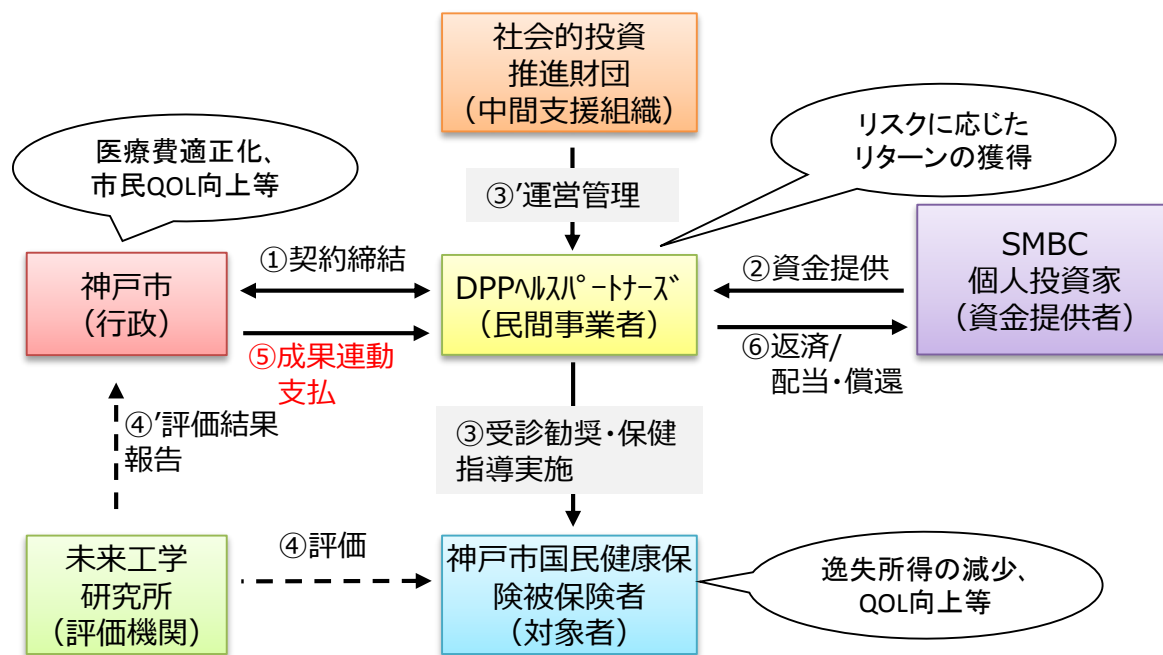 社会的投資
推進財団
（中間支援組織）
医療費適正化、
市民QOL向上等
リスクに応じた
リターンの獲得
③’運営管理
神戸市
（行政）
①契約締結
⑤成果連動
支払
DPPﾍﾙｽﾊﾟｰﾄﾅｰｽﾞ
（民間事業者）
②資金提供
⑥返済/
配当・償還
SMBC
個人投資家
（資金提供者）
④’評価結果
報告
③受診勧奨・保健
指導実施
未来工学
研究所
（評価機関）
④評価
神戸市国民健康保
険被保険者
（対象者）
逸失所得の減少、
QOL向上等